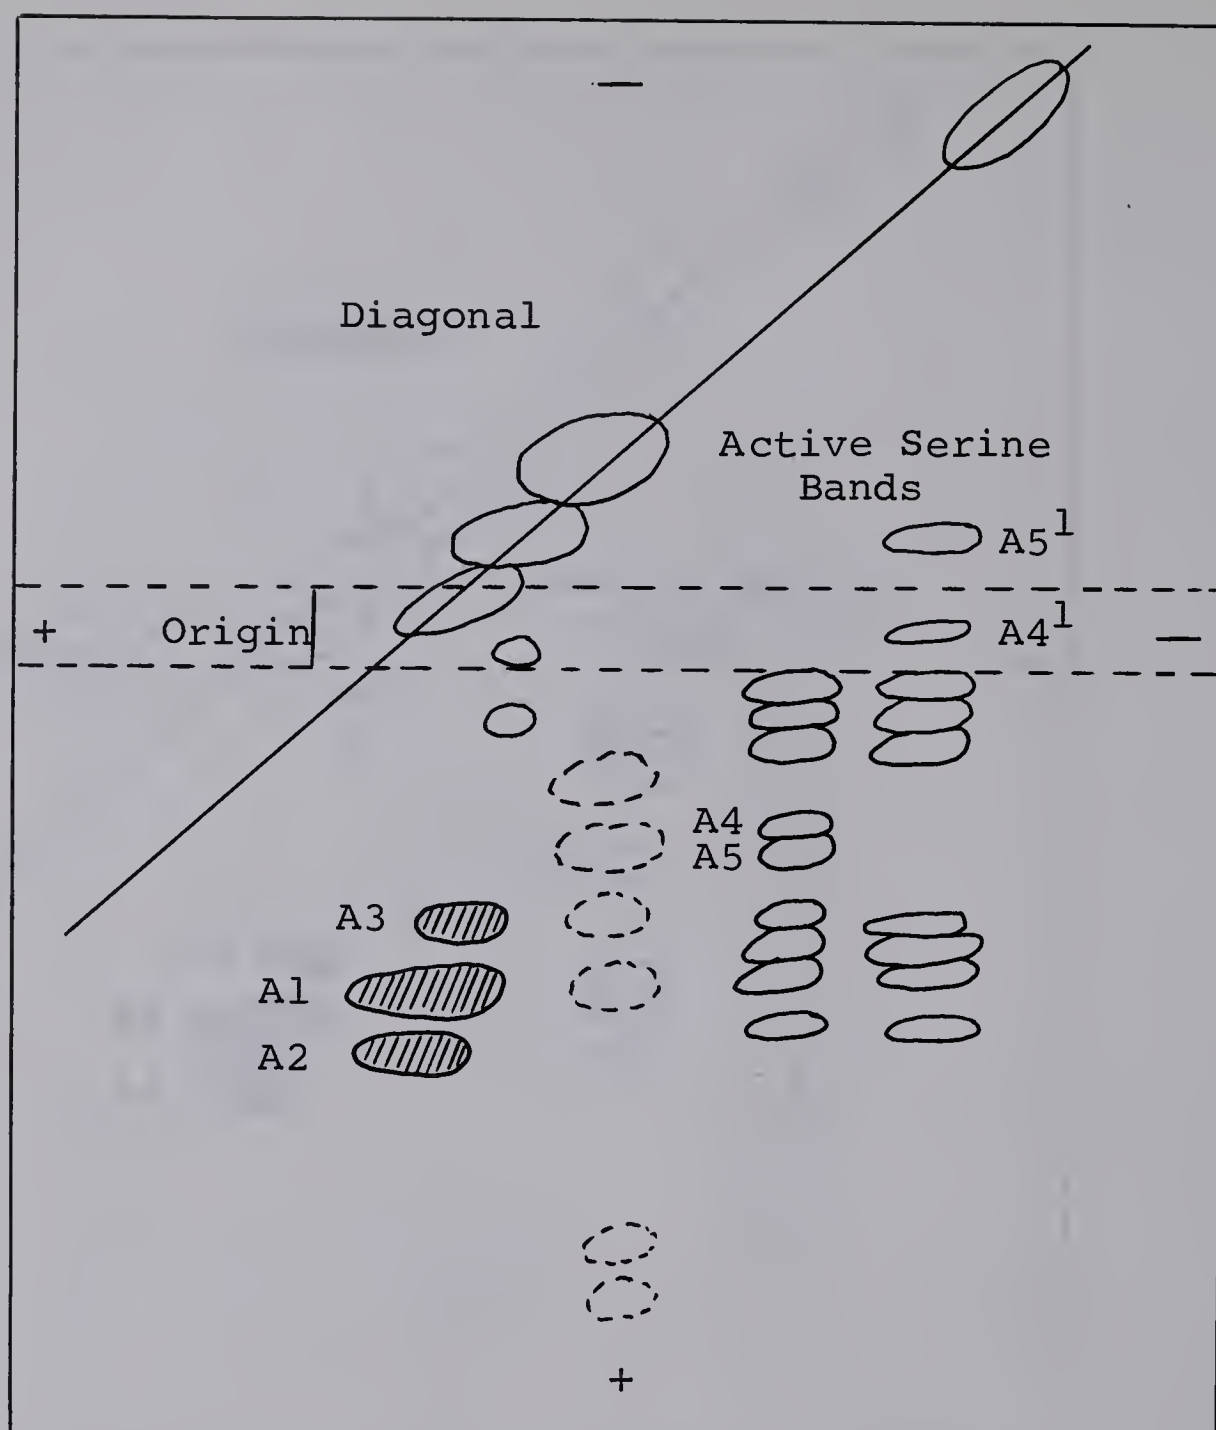 —
Diagonal
Active Serine
Bands
A5¹
+ Origin
A4¹ —
A4
A5
A3
A1
A2
+